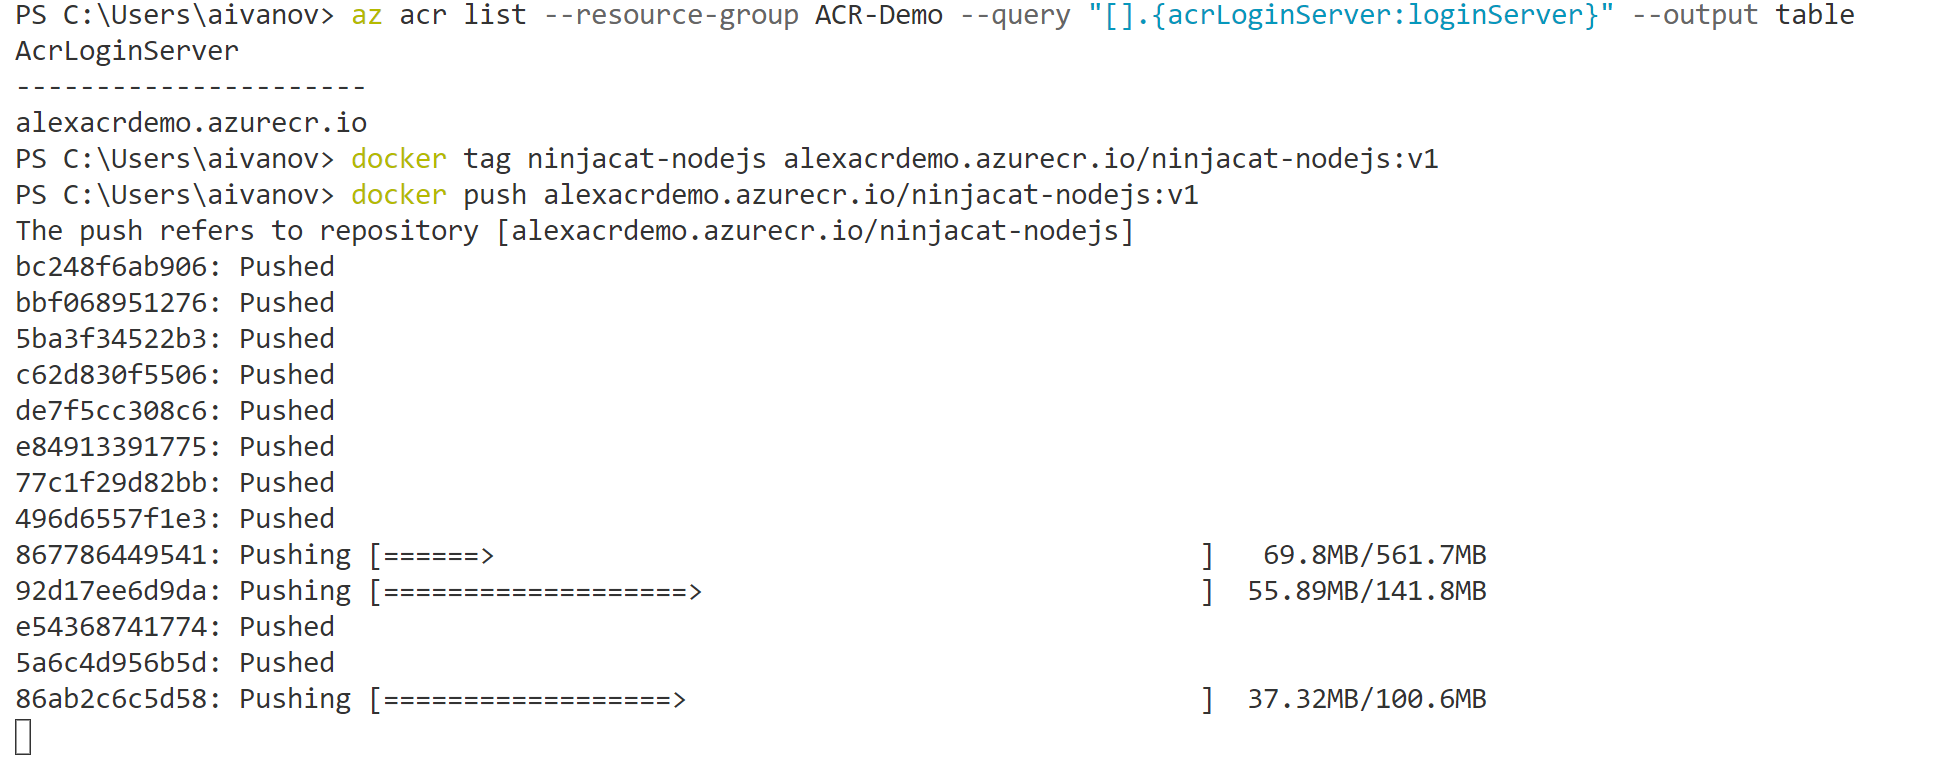 PS C:\Users\aivanov> az acr list --resource-group ACR-Demo --query "[].{acrLoginServer:loginServer}" --output table
AcrLoginServer
----------------------
alexacrdemo.azurecr.io
PS C:\Users\aivanov> docker tag ninjacat-nodejs alexacrdemo.azurecr.io/ninjacat-nodejs:v1
PS C:\Users\aivanov> docker push alexacrdemo.azurecr.io/ninjacat-nodejs:v1
The push refers to repository [alexacrdemo.azurecr.io/ninjacat-nodejs]
bc248f6ab906: Pushed
bbf068951276: Pushed
5ba3f34522b3: Pushed
c62d830f5506: Pushed
de7f5cc308c6: Pushed
e84913391775: Pushed
77c1f29d82bb: Pushed
496d6557f1e3: Pushed
867786449541: Pushing [======>                                            ]   69.8MB/561.7MB
92d17ee6d9da: Pushing [===================>                               ]  55.89MB/141.8MB
e54368741774: Pushed
5a6c4d956b5d: Pushed
86ab2c6c5d58: Pushing [==================>                                ]  37.32MB/100.6MB